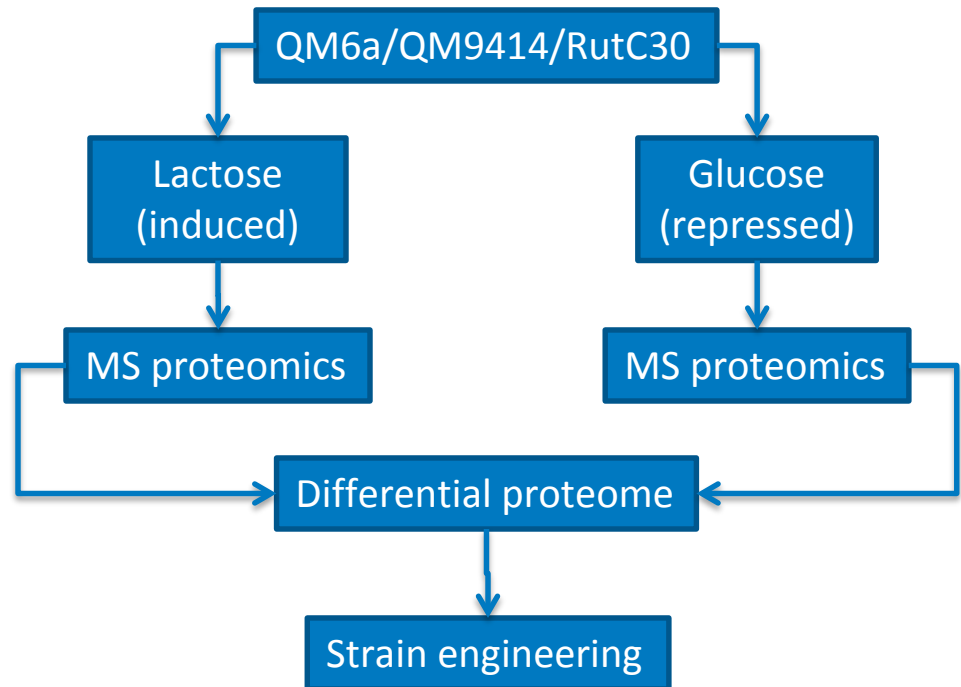 QM6a/QM9414/RutC30
Lactose
(induced)
Glucose
(repressed)
MS proteomics
MS proteomics
Differential proteome
Strain engineering